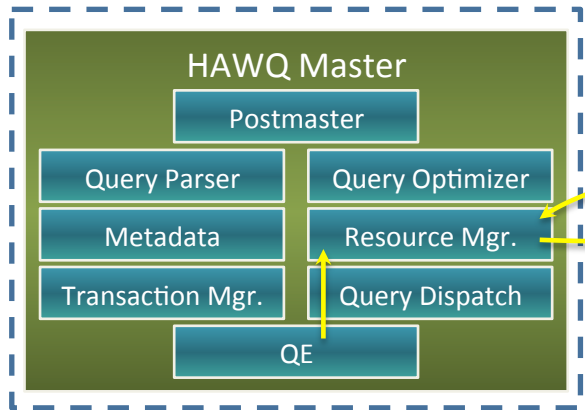 HAWQ Master
Postmaster
Query Parser
Query Optimizer
Metadata
Resource Mgr.
Transaction Mgr.
Query Dispatch
QE